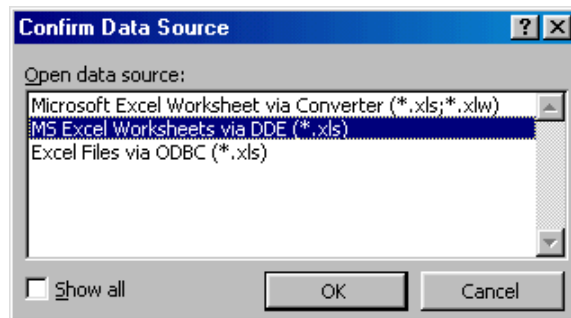 Confirm Data Source
Open data source:
Microsoft Excel Worksheet via Converter (*.xls;*.xlw)
MS Excel Worksheets via DDE (*.xls)
Excel Files via ODBC (*.xls)
Show all
OK
Cancel